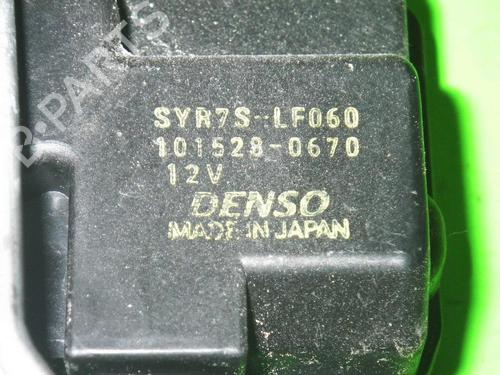 B-PARTS
SYR7S-LF060
101528-0670
12V
DENSO
MADE IN JAPAN